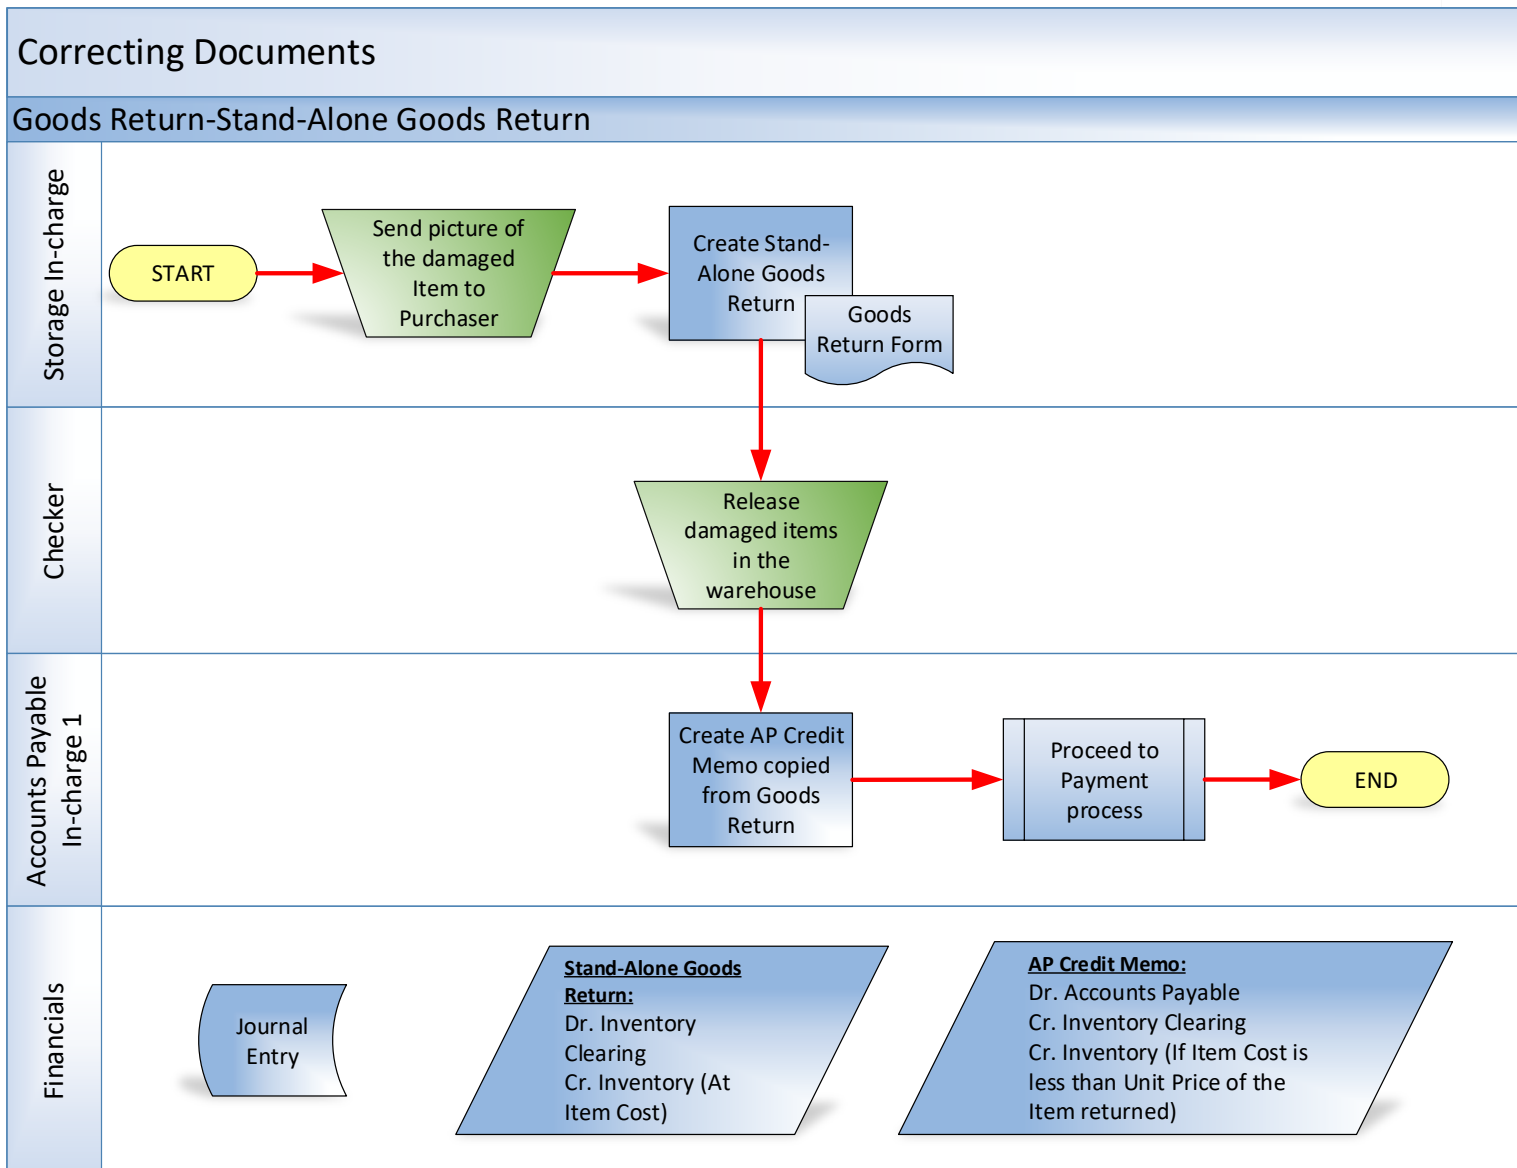 Correcting Documents
Goods Return-Stand-Alone Goods Return
Storage In-charge
START
Send picture of
the damaged
Item to
Purchaser
Create Stand-
Alone Goods
Return
Goods
Return Form
Checker
Release
damaged items
in the
warehouse
Accounts Payable
In-charge 1
Create AP Credit
Memo copied
from Goods
Return
Proceed to
Payment
process
END
Financials
Journal
Entry
Stand-Alone Goods
Return:
Dr. Inventory
Clearing
Cr. Inventory (At
Item Cost)
AP Credit Memo:
Dr. Accounts Payable
Cr. Inventory Clearing
Cr. Inventory (If Item Cost is
less than Unit Price of the
Item returned)